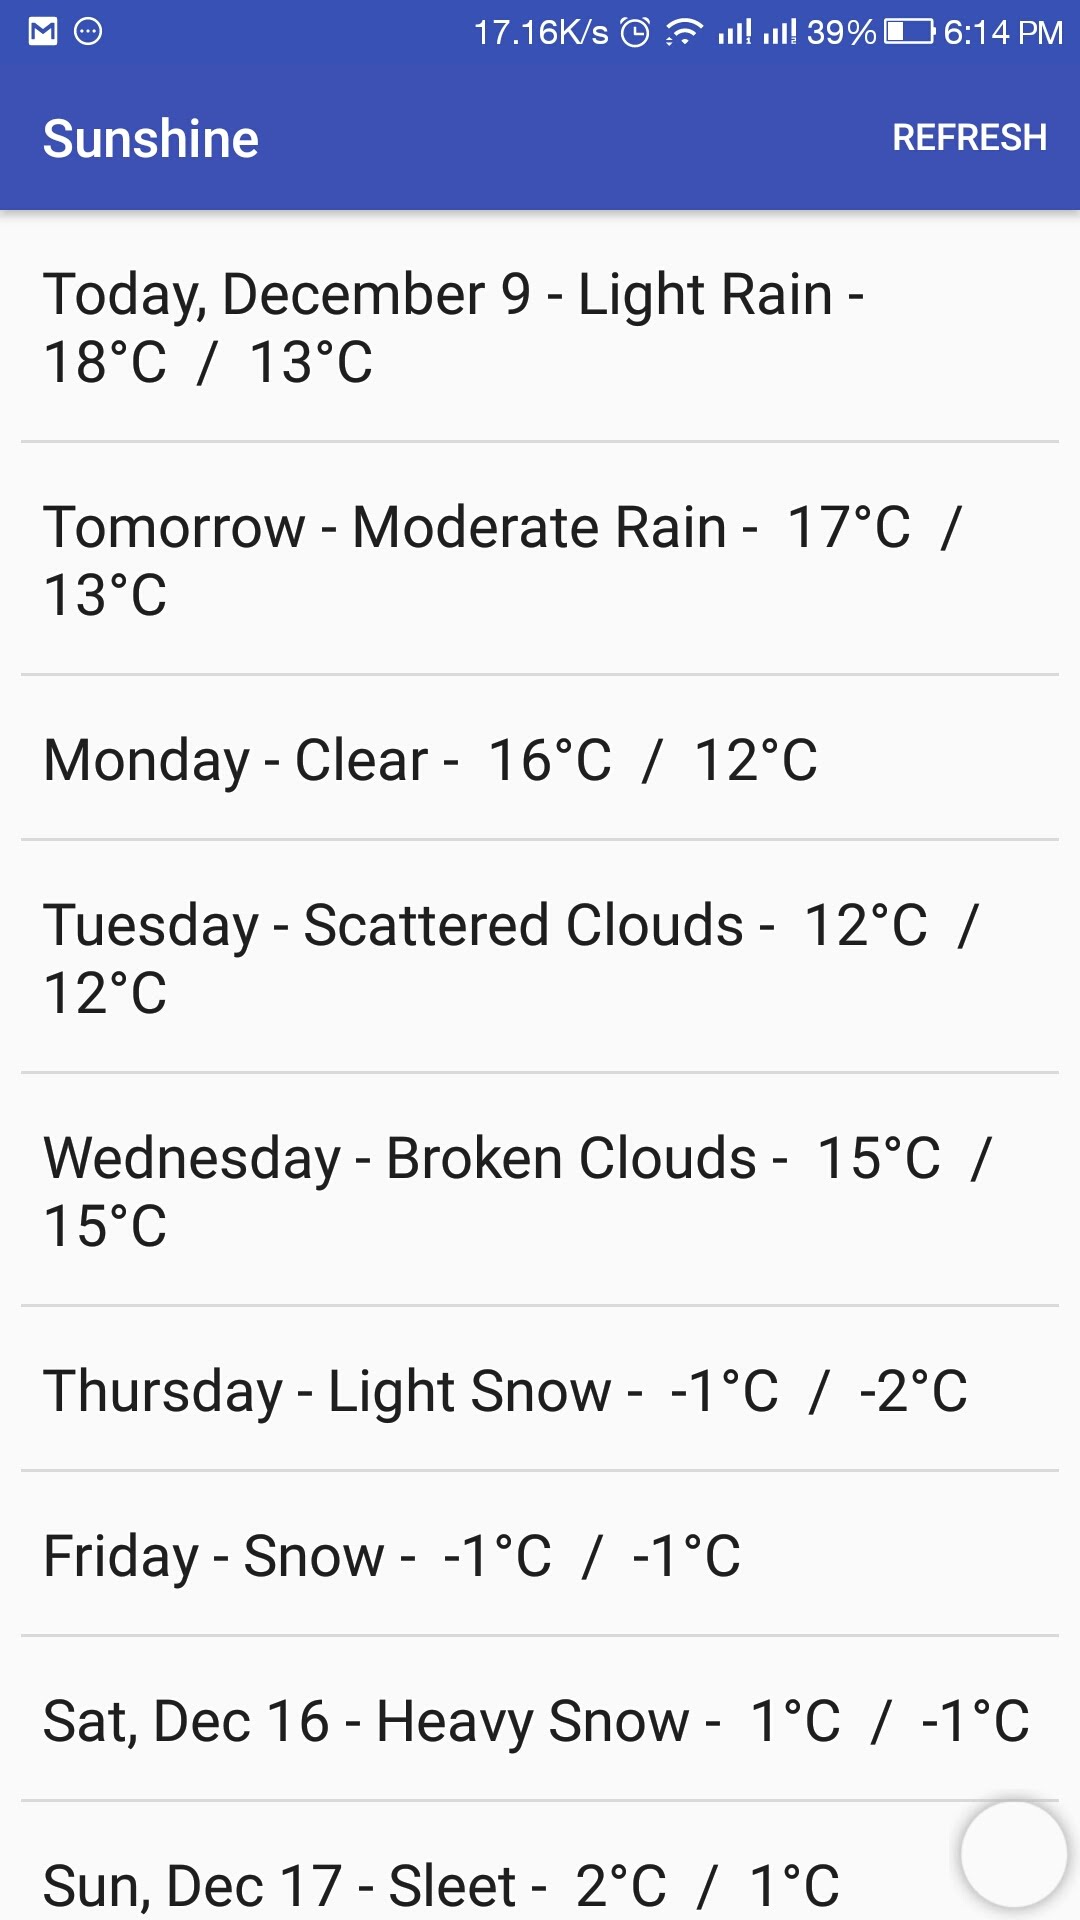 17.16K/s 39% 6:14 PM
Sunshine REFRESH
Today, December 9 - Light Rain -
18°C / 13°C
Tomorrow - Moderate Rain - 17°C /
13°C
Monday - Clear - 16°C / 12°C
Tuesday - Scattered Clouds - 12°C /
12°C
Wednesday - Broken Clouds - 15°C /
15°C
Thursday - Light Snow - -1°C / -2°C
Friday - Snow - -1°C / -1°C
Sat, Dec 16 - Heavy Snow - 1°C / -1°C
Sun, Dec 17 - Sleet - 2°C / 1°C